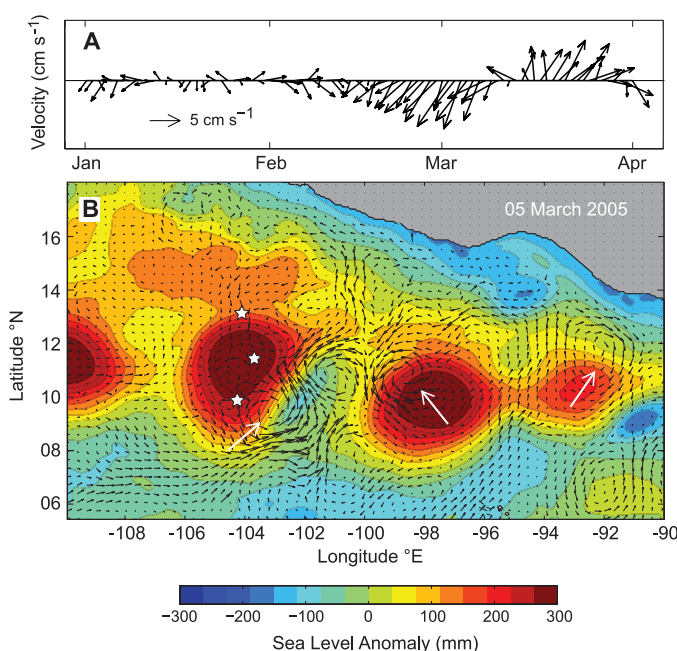 A
Velocity (cm s⁻¹)
5 cm s⁻¹
Jan Feb Mar Apr
B
05 March 2005
Latitude °N
16
14
12
10
08
06
-108 -106 -104 -102 -100 -98 -96 -94 -92 -90
Longitude °E
−300 −200 −100 0 100 200 300
Sea Level Anomaly (mm)